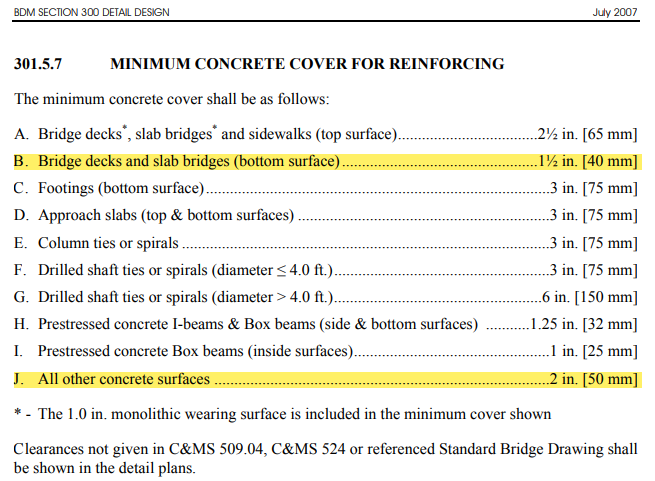 BDM SECTION 300 DETAIL DESIGN July 2007
301.5.7 MINIMUM CONCRETE COVER FOR REINFORCING
The minimum concrete cover shall be as follows:
A. Bridge decks*, slab bridges* and sidewalks (top surface)....................................2½ in. [65 mm]
B. Bridge decks and slab bridges (bottom surface)..................................................1½ in. [40 mm]
C. Footings (bottom surface)......................................................................................3 in. [75 mm]
D. Approach slabs (top & bottom surfaces) ................................................................3 in. [75 mm]
E. Column ties or spirals ............................................................................................3 in. [75 mm]
F. Drilled shaft ties or spirals (diameter ≤ 4.0 ft.).......................................................3 in. [75 mm]
G. Drilled shaft ties or spirals (diameter > 4.0 ft.).....................................................6 in. [150 mm]
H. Prestressed concrete I-beams & Box beams (side & bottom surfaces) ...........1.25 in. [32 mm]
I. Prestressed concrete Box beams (inside surfaces)..................................................1 in. [25 mm]
J. All other concrete surfaces ....................................................................................2 in. [50 mm]
* - The 1.0 in. monolithic wearing surface is included in the minimum cover shown
Clearances not given in C&MS 509.04, C&MS 524 or referenced Standard Bridge Drawing shall
be shown in the detail plans.